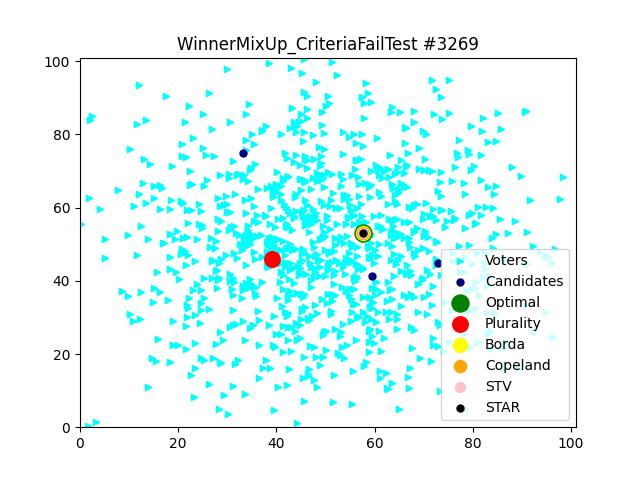 WinnerMixUp_CriteriaFailTest #3269
100
80
60
40
20
0
0 20 40 60 80 100
Voters
Candidates
Optimal
Plurality
Borda
Copeland
STV
STAR